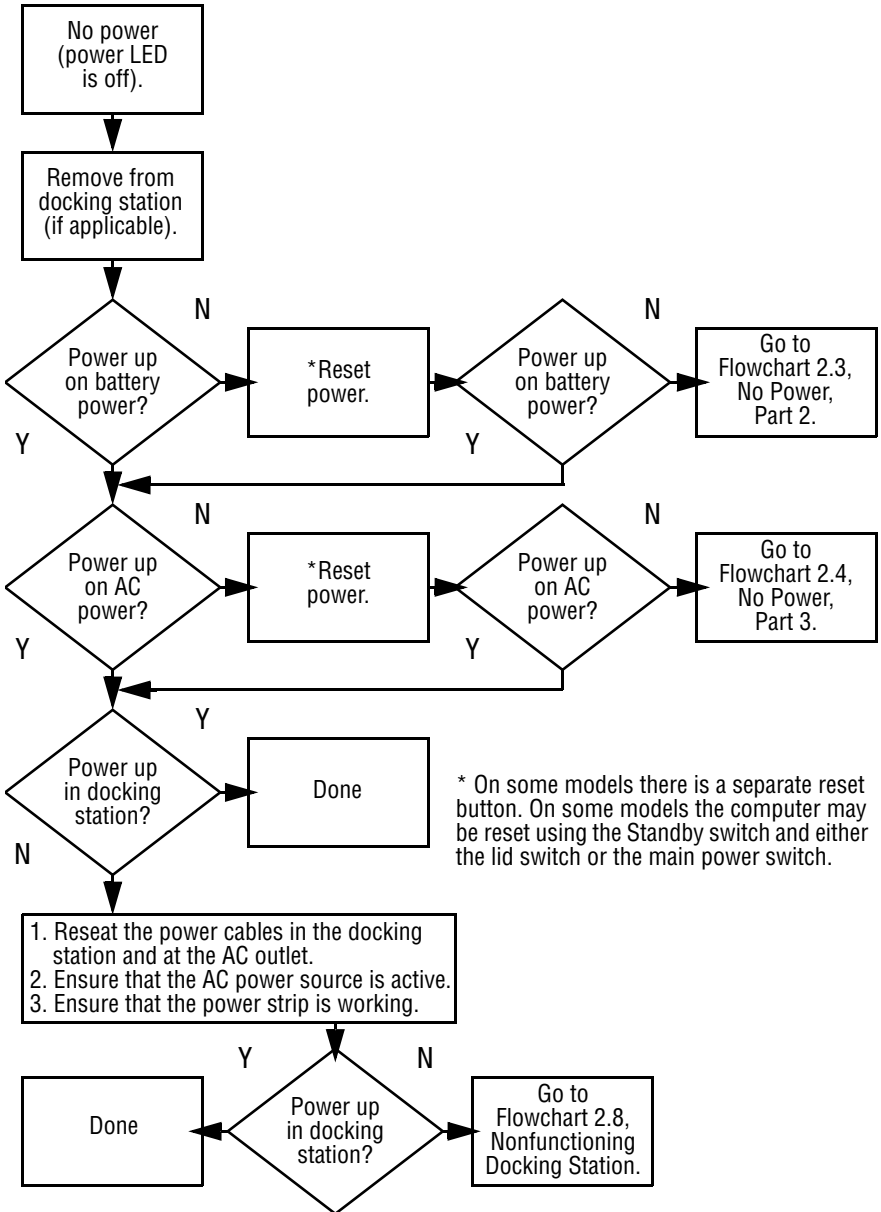 No power
(power LED
is off).
Remove from
docking station
(if applicable).
N
Power up
on battery
power?
Y
*Reset
power.
N
Power up
on battery
power?
Y
Go to
Flowchart 2.3,
No Power,
Part 2.
N
Power up
on AC
power?
Y
*Reset
power.
N
Power up
on AC
power?
Y
Go to
Flowchart 2.4,
No Power,
Part 3.
Y
Power up
in docking
station?
N
Done
* On some models there is a separate reset
button. On some models the computer may
be reset using the Standby switch and either
the lid switch or the main power switch.
1. Reseat the power cables in the docking
station and at the AC outlet.
2. Ensure that the AC power source is active.
3. Ensure that the power strip is working.
Y
N
Done
Power up
in docking
station?
Go to
Flowchart 2.8,
Nonfunctioning
Docking Station.